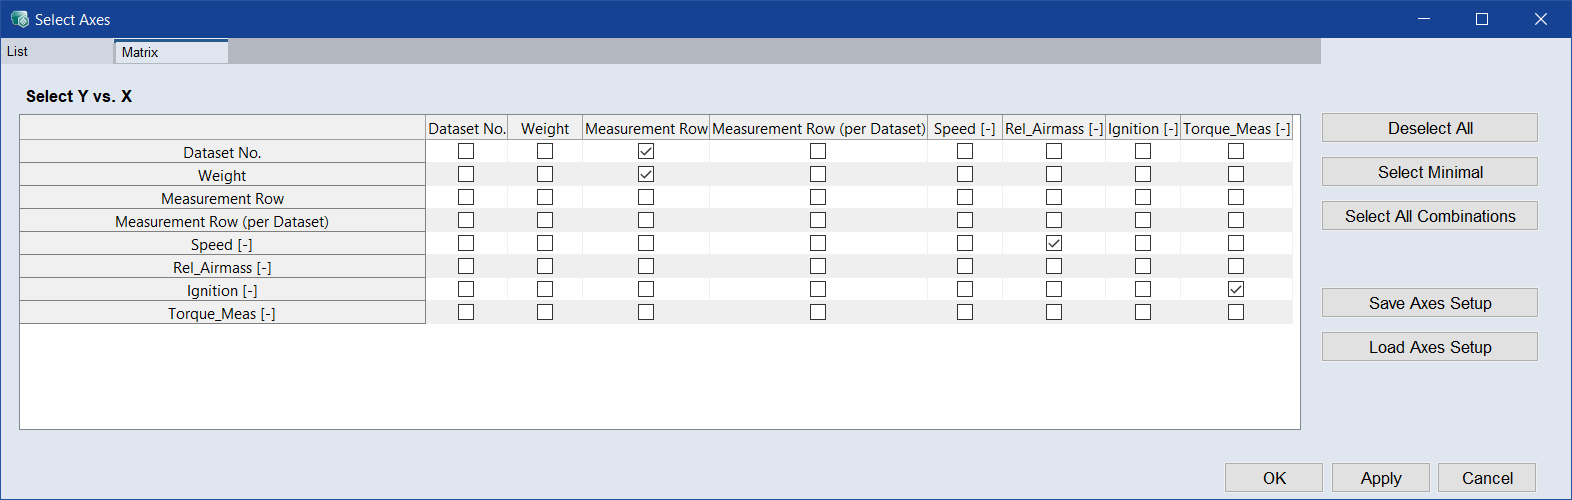 Select Axes
List
Matrix
Select Y vs. X
Dataset No. Weight Measurement Row Measurement Row (per Dataset) Speed [-] Rel_Airmass [-] Ignition [-] Torque_Meas [-]
Dataset No.
Weight
Measurement Row
Measurement Row (per Dataset)
Speed [-]
Rel_Airmass [-]
Ignition [-]
Torque_Meas [-]
Deselect All
Select Minimal
Select All Combinations
Save Axes Setup
Load Axes Setup
OK
Apply
Cancel